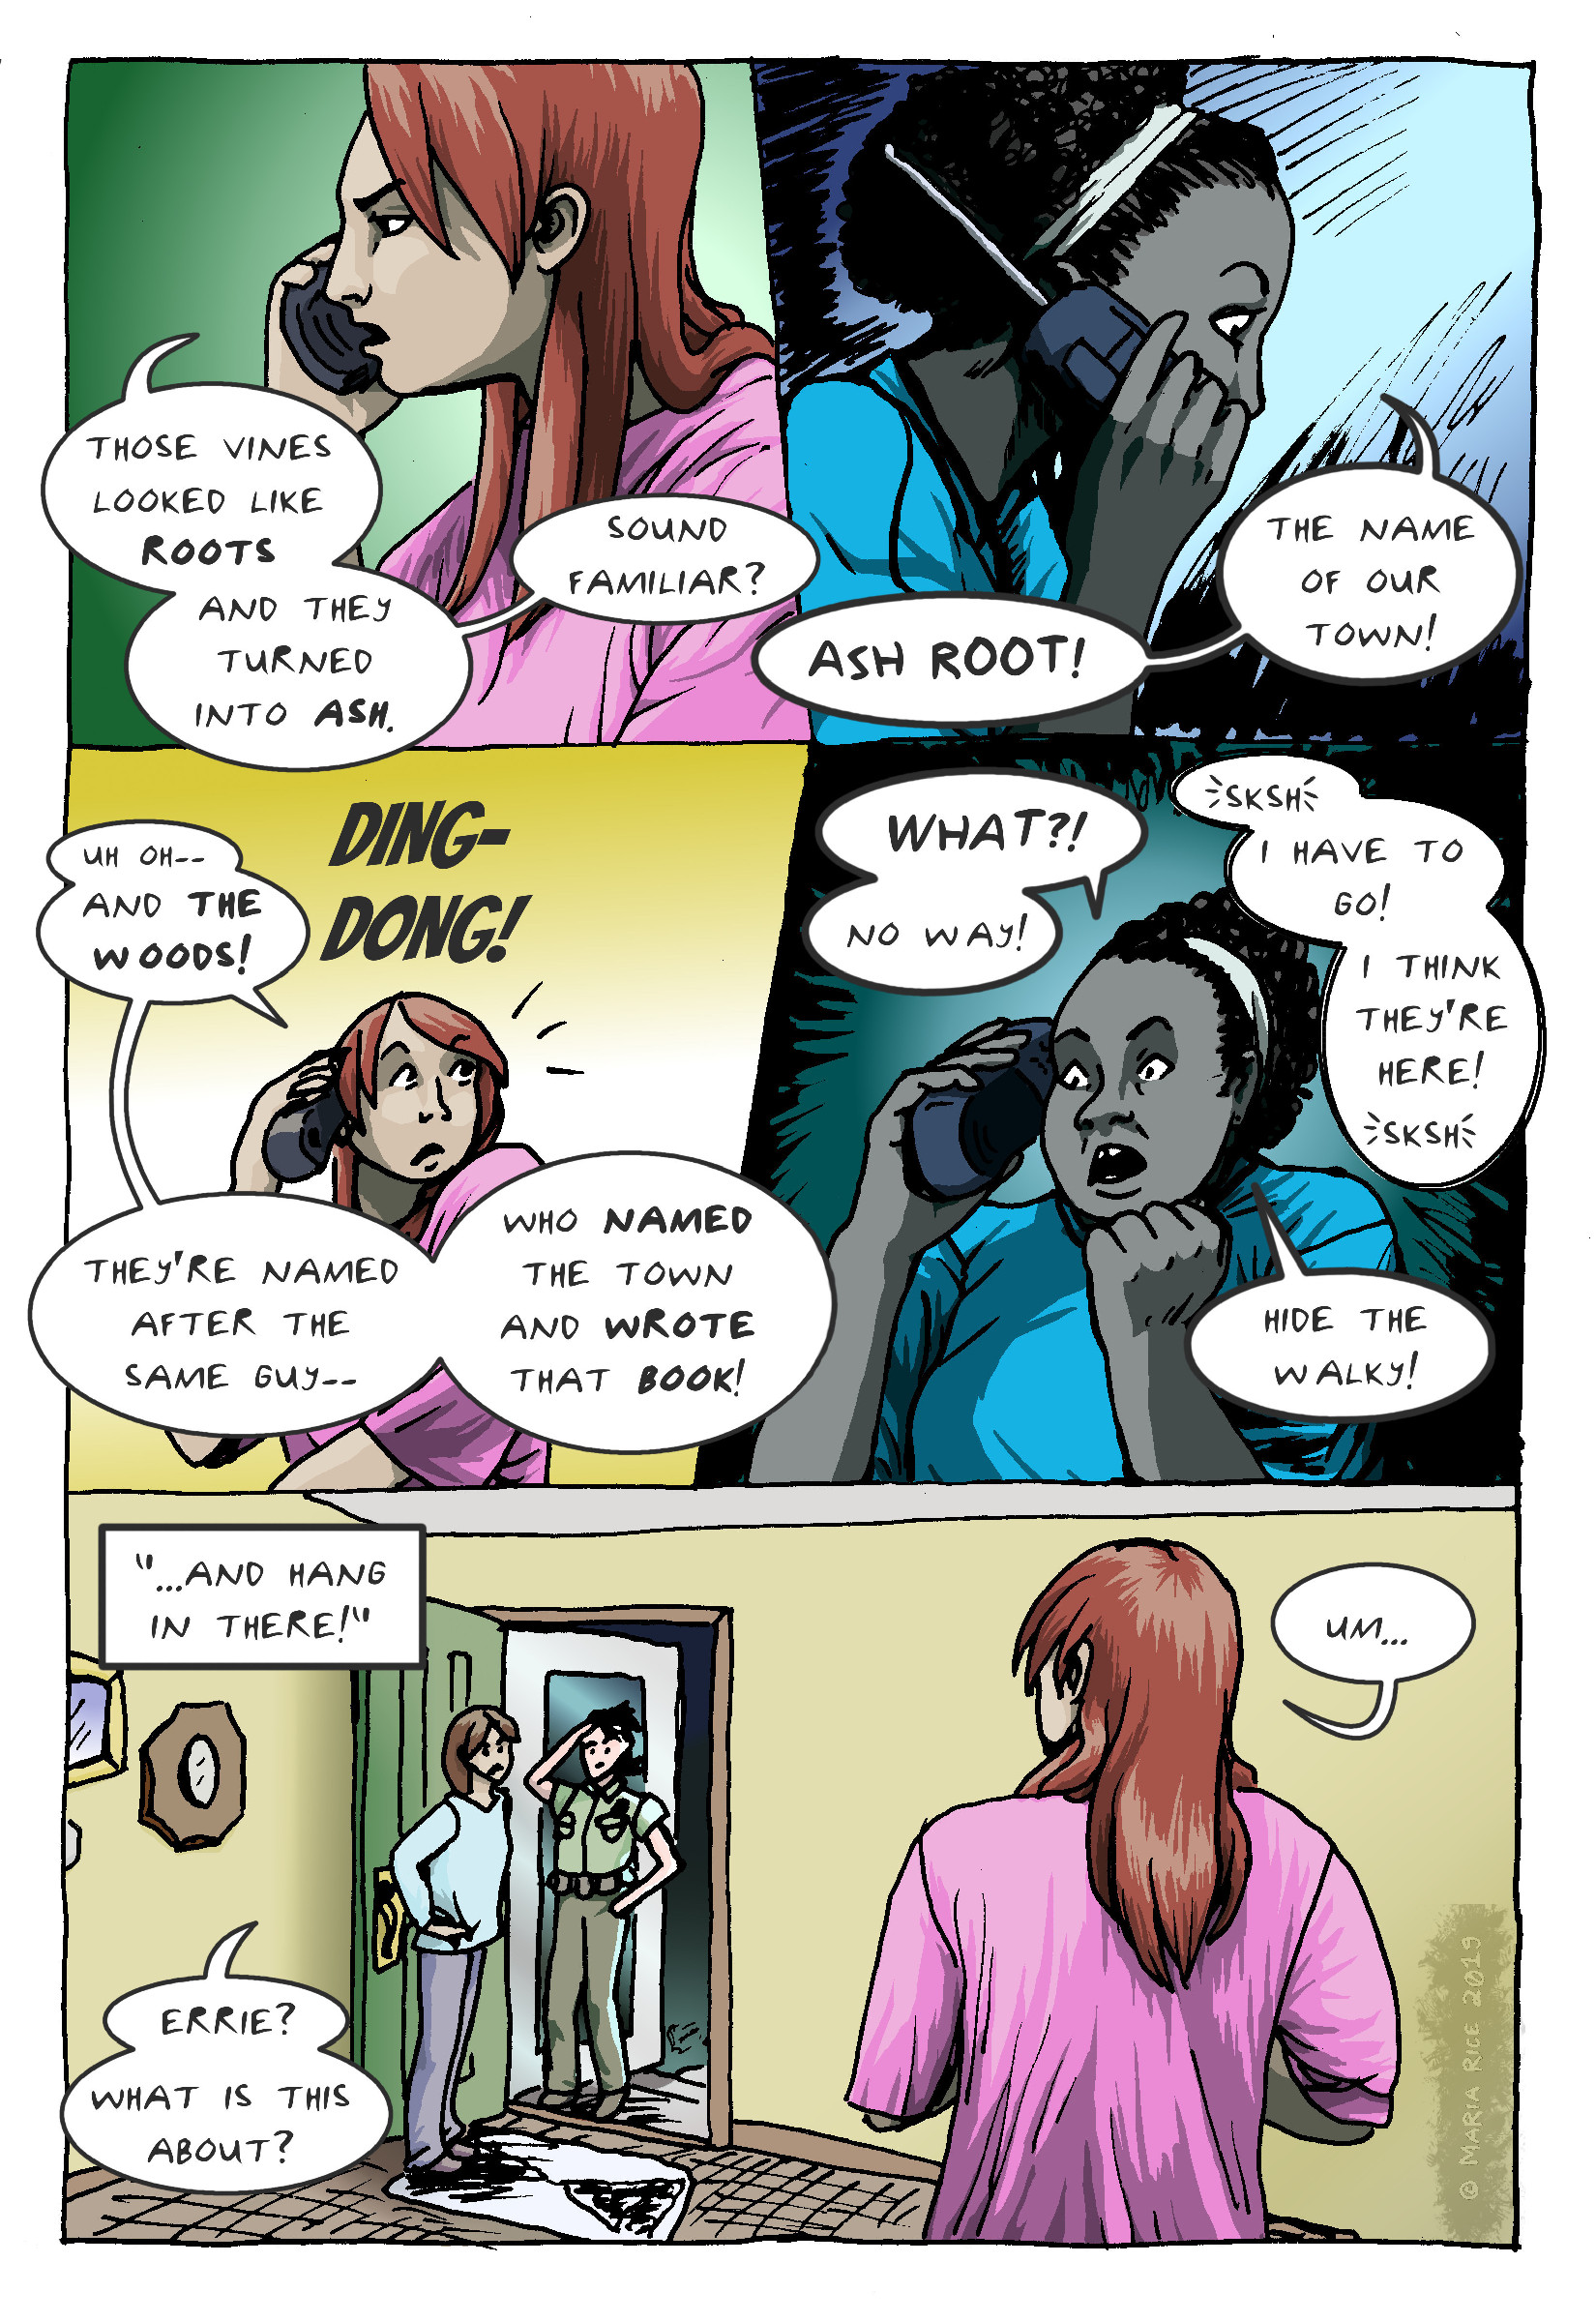 THOSE VINES
LOOKED LIKE
ROOTS
AND THEY
TURNED
INTO ASH.
SOUND
FAMILIAR?
THE NAME
OF OUR
TOWN!
ASH ROOT!
DING-
DONG!
UH OH--
AND THE
WOODS!
THEY'RE NAMED
AFTER THE
SAME GUY--
WHO NAMED
THE TOWN
AND WROTE
THAT BOOK!
WHAT?!
NO WAY!
SKSH
I HAVE TO
GO!
I THINK
THEY'RE
HERE!
SKSH
HIDE THE
WALKY!
"...AND HANG
IN THERE!"
UM...
ERRIE?
WHAT IS THIS
ABOUT?
© MARIA RICE 2019